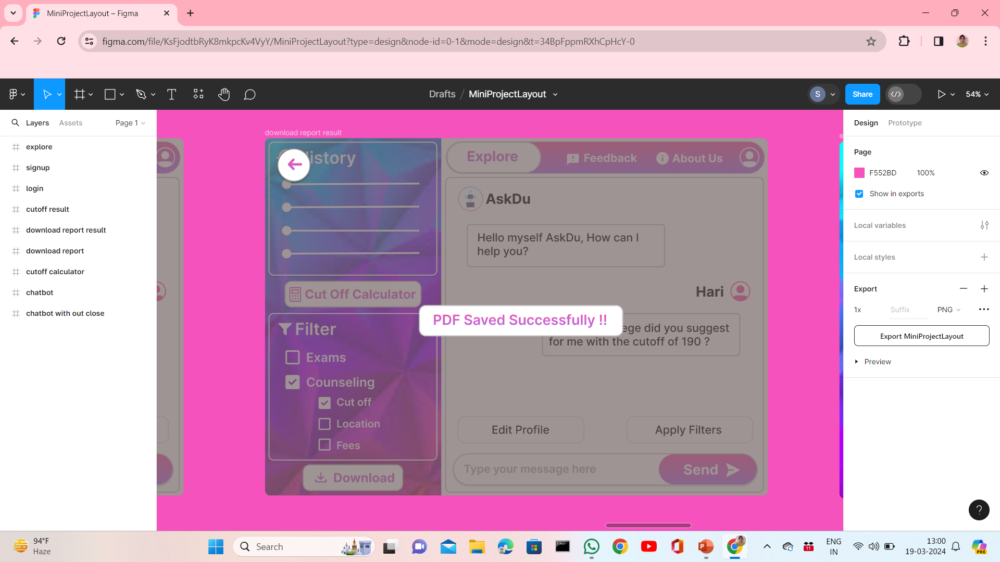 MiniProjectLayout – Figma
figma.com/file/KsFjodtbRyK8mkpcKv4VyY/MiniProjectLayout?type=design&node-id=0-1&mode=design&t=34BpFppmRXhCpHcY-0
Drafts / MiniProjectLayout
S
Share
54%
Layers
Assets
Page 1
explore
signup
login
cutoff result
download report result
download report
cutoff calculator
chatbot
chatbot with out close
download report result
istory
Cut Off Calculator
Filter
Exams
Counseling
Cut off
Location
Fees
Download
Explore
Feedback
About Us
AskDu
Hello myself AskDu, How can I
help you?
Hari
PDF Saved Successfully !!
ege did you suggest
for me with the cutoff of 190 ?
Edit Profile
Apply Filters
Type your message here
Send
e
Design
Prototype
Page
F552BD
100%
Show in exports
Local variables
Local styles
Export
1x
Suffix
PNG
Export MiniProjectLayout
Preview
?
94°F
Haze
Search
11
ENG
IN
13:00
19-03-2024
PRE